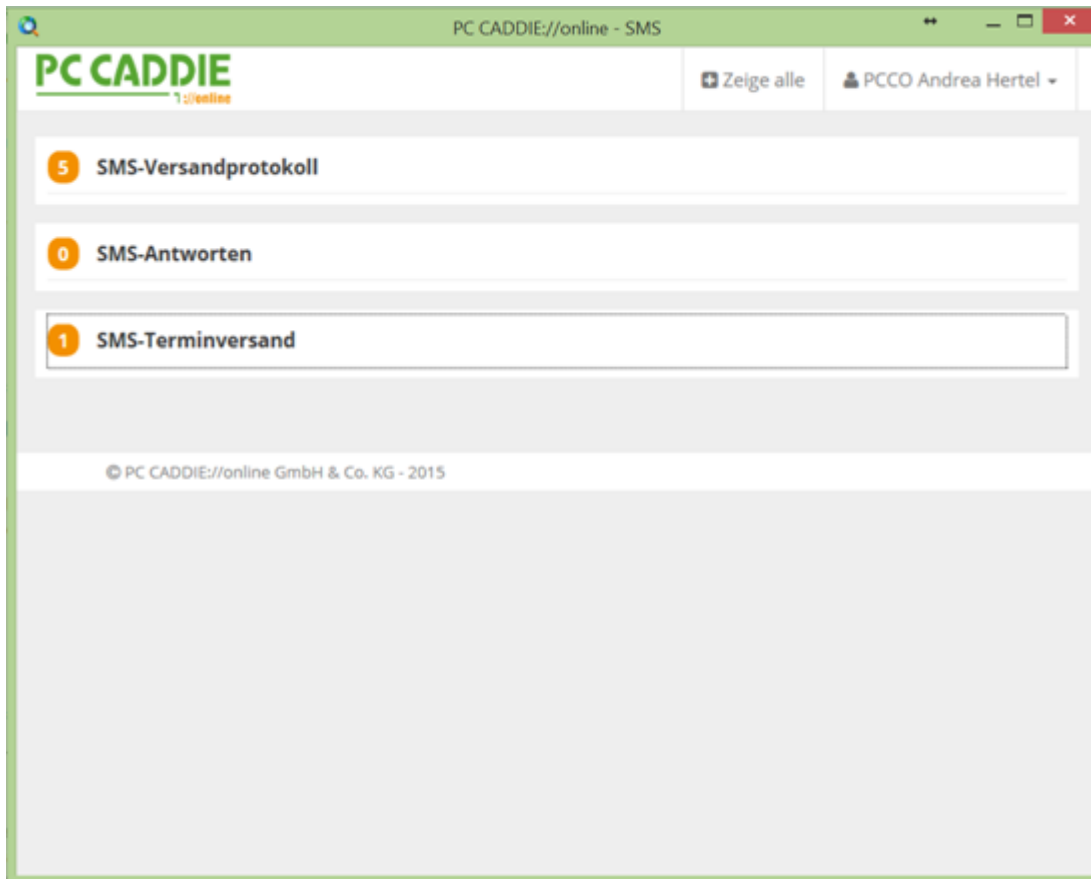 PC CADDIE://online - SMS
PC CADDIE
://online
Zeige alle
PCCO Andrea Hertel
5 SMS-Versandprotokoll
0 SMS-Antworten
1 SMS-Terminversand
© PC CADDIE://online GmbH & Co. KG - 2015